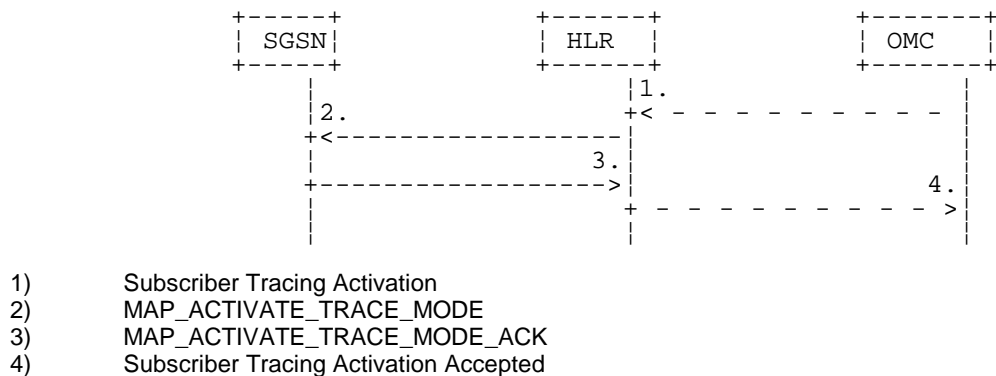 SGSN HLR OMC
1.
2.
3.
4.
1) Subscriber Tracing Activation
2) MAP_ACTIVATE_TRACE_MODE
3) MAP_ACTIVATE_TRACE_MODE_ACK
4) Subscriber Tracing Activation Accepted